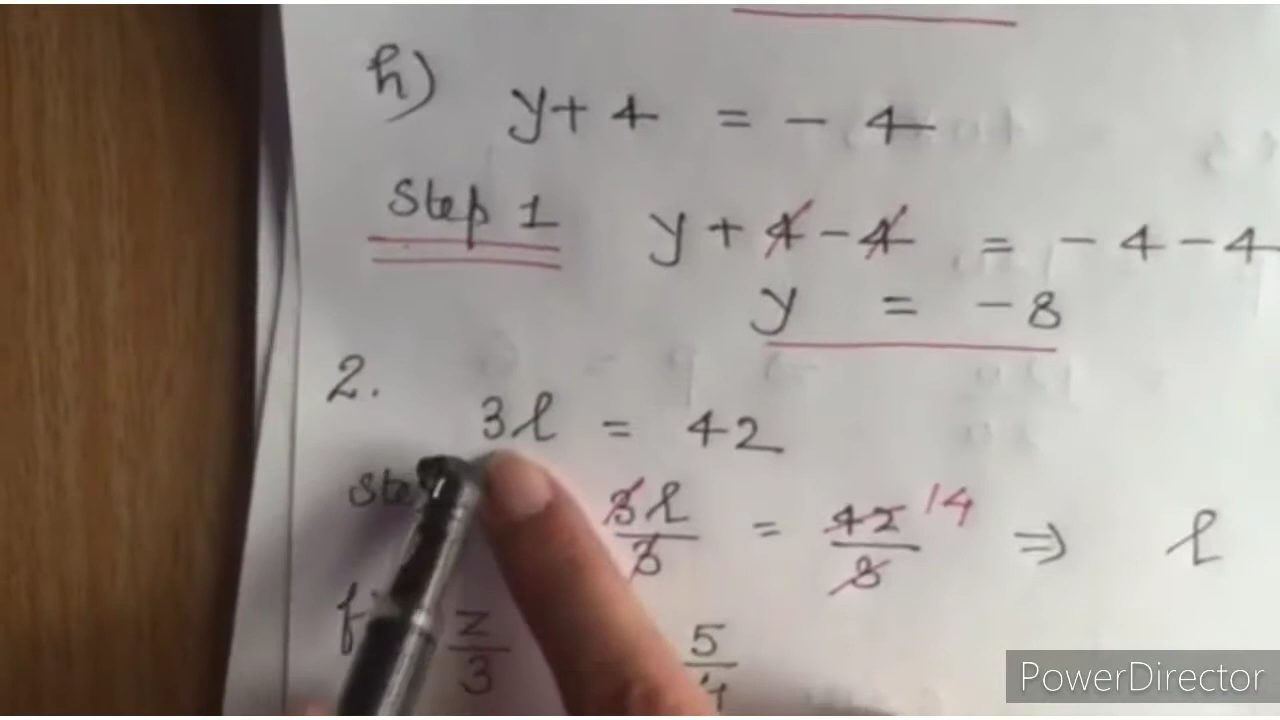 h) y + 4 = - 4
Step 1 y + 4 - 4 = - 4 - 4
y = - 8
2.
3l = 42
3l/3 = 42/3 14 ⇒ l
z/3 5/4
PowerDirector